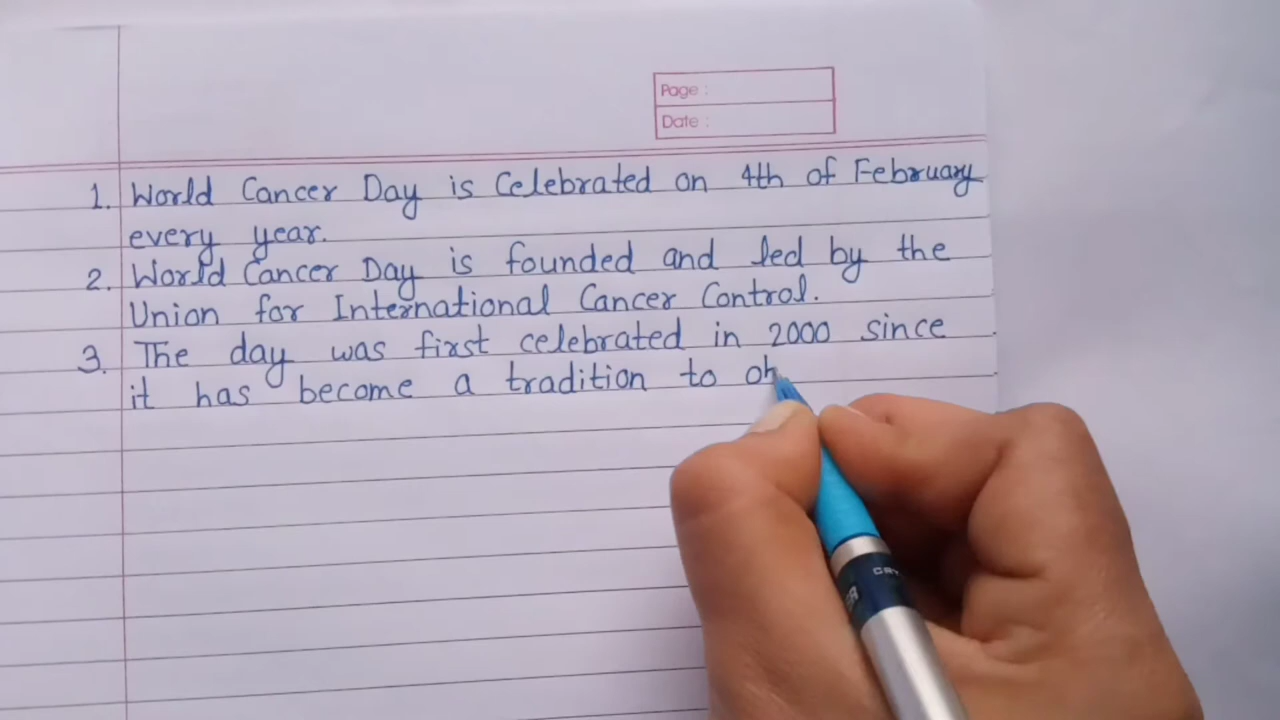 Page :
Date :
1. World Cancer Day is Celebrated on 4th of February
every year.
2. World Cancer Day is founded and led by the
Union for International Cancer Control.
3. The day was first celebrated in 2000 since
it has become a tradition to